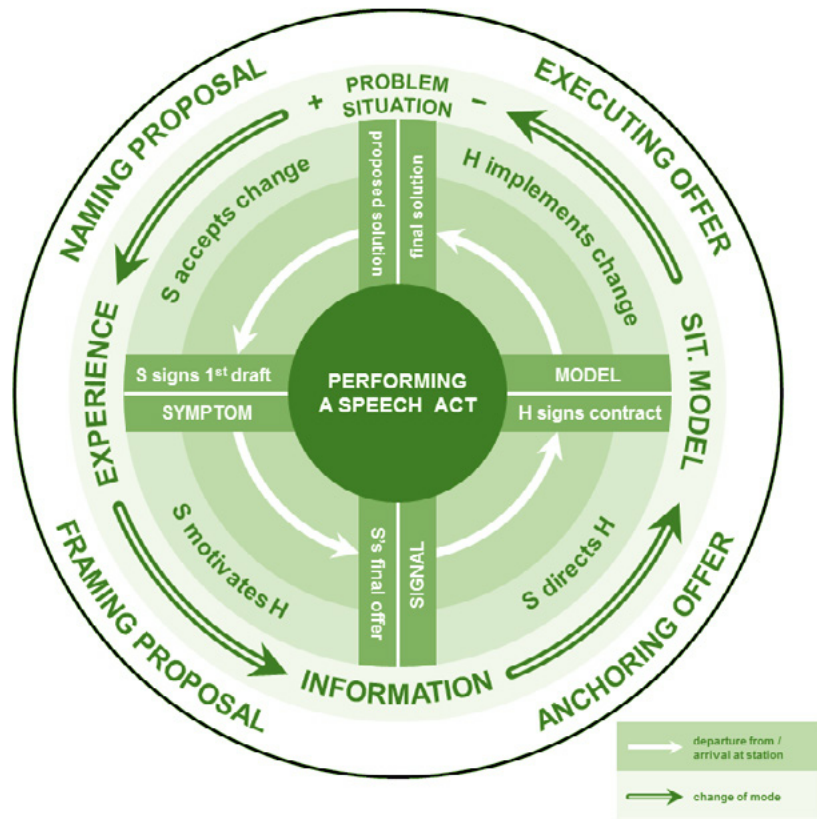 NAMING PROPOSAL
EXECUTING OFFER
+ PROBLEM −
SITUATION
S accepts change
H implements change
proposed solution
final solution
EXPERIENCE
SIT. MODEL
S signs 1st draft
SYMPTOM
PERFORMING
A SPEECH ACT
MODEL
H signs contract
S motivates H
S directs H
S's final offer
SIGNAL
INFORMATION
FRAMING PROPOSAL
ANCHORING OFFER
departure from /
arrival at station
change of mode